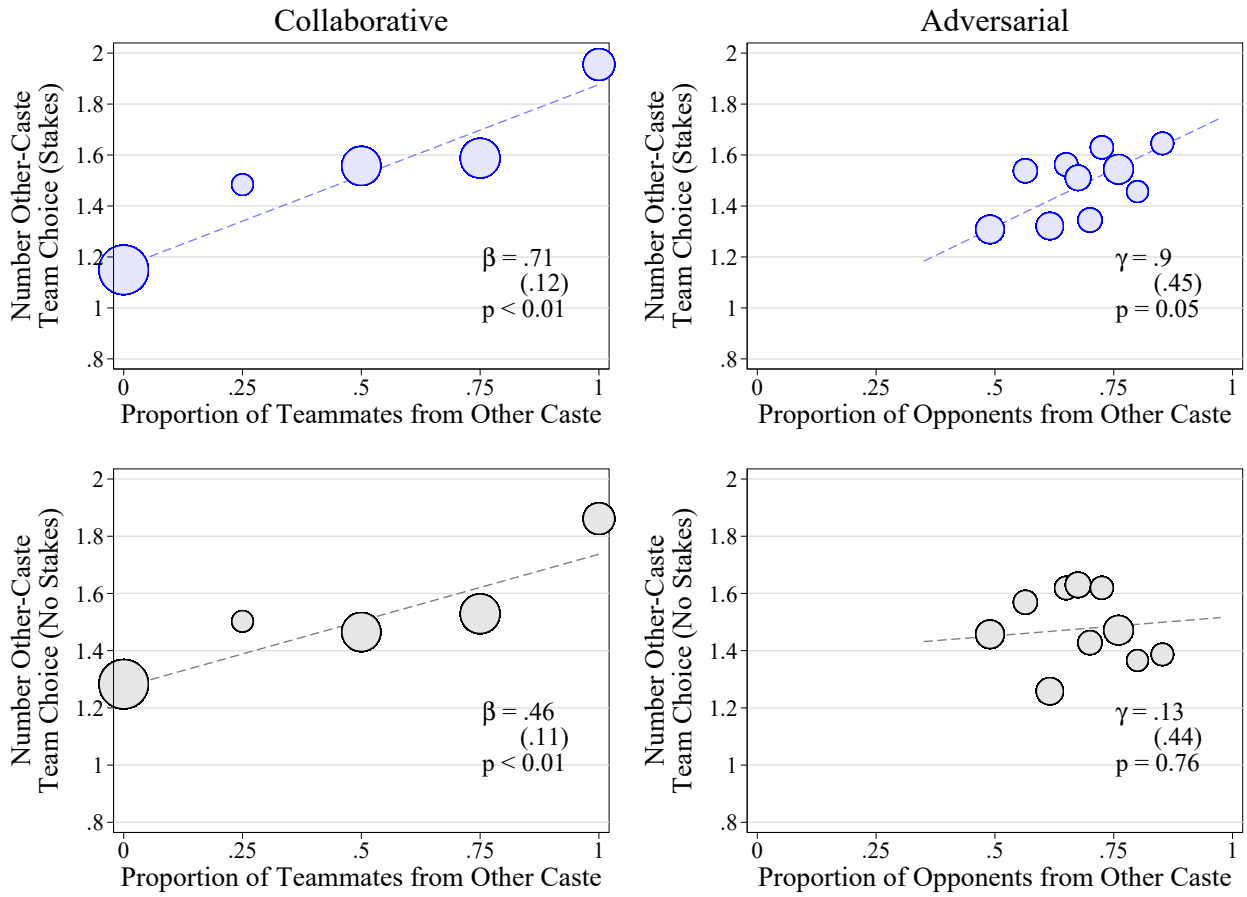 Collaborative
Number Other-Caste
Team Choice (Stakes)
2
1.8
1.6
1.4
1.2
1
.8
β = .71
(.12)
p < 0.01
0
.25
.5
.75
1
Proportion of Teammates from Other Caste
Adversarial
Number Other-Caste
Team Choice (Stakes)
2
1.8
1.6
1.4
1.2
1
.8
γ = .9
(.45)
p = 0.05
0
.25
.5
.75
1
Proportion of Opponents from Other Caste
Number Other-Caste
Team Choice (No Stakes)
2
1.8
1.6
1.4
1.2
1
.8
β = .46
(.11)
p < 0.01
0
.25
.5
.75
1
Proportion of Teammates from Other Caste
Number Other-Caste
Team Choice (No Stakes)
2
1.8
1.6
1.4
1.2
1
.8
γ = .13
(.44)
p = 0.76
0
.25
.5
.75
1
Proportion of Opponents from Other Caste